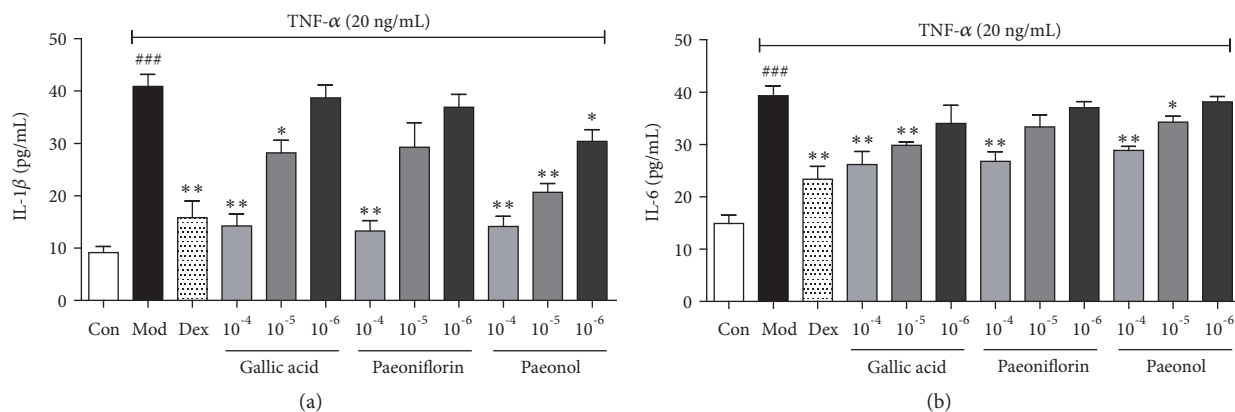 TNF-α (20 ng/mL)
50
40
30
20
10
0
IL-1β (pg/mL)
###
**
**
*
**
**
**
*
Con Mod Dex 10-4 10-5 10-6 10-4 10-5 10-6 10-4 10-5 10-6
Gallic acid Paeoniflorin Paeonol
(a)
TNF-α (20 ng/mL)
50
40
30
20
10
0
IL-6 (pg/mL)
###
**
**
**
**
**
*
Con Mod Dex 10-4 10-5 10-6 10-4 10-5 10-6 10-4 10-5 10-6
Gallic acid Paeoniflorin Paeonol
(b)